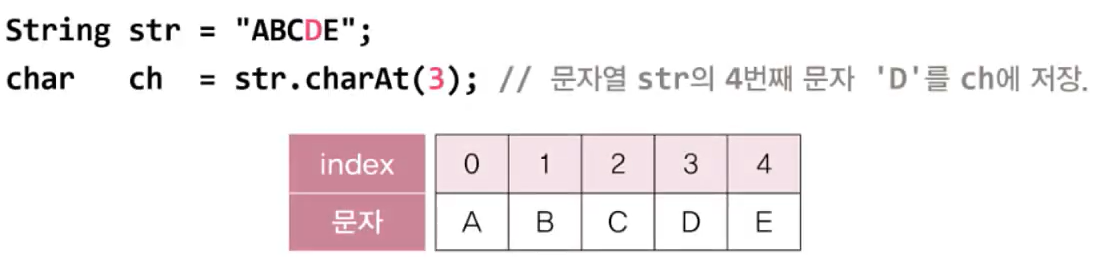 String str = "ABCDE";
char ch = str.charAt(3); // 문자열 str의 4번째 문자 'D'를 ch에 저장.
index 0 1 2 3 4
문자 A B C D E